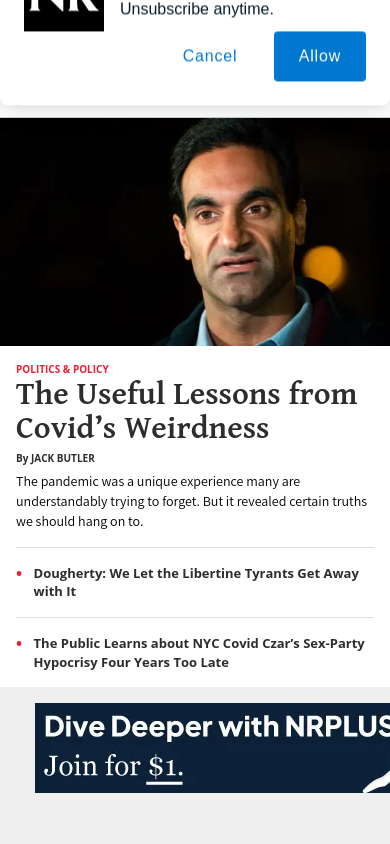 NR
Unsubscribe anytime.
Cancel
Allow
POLITICS & POLICY
The Useful Lessons from
Covid's Weirdness
By JACK BUTLER
The pandemic was a unique experience many are
understandably trying to forget. But it revealed certain truths
we should hang on to.
• Dougherty: We Let the Libertine Tyrants Get Away
with It
• The Public Learns about NYC Covid Czar's Sex-Party
Hypocrisy Four Years Too Late
Dive Deeper with NRPLUS
Join for $1.